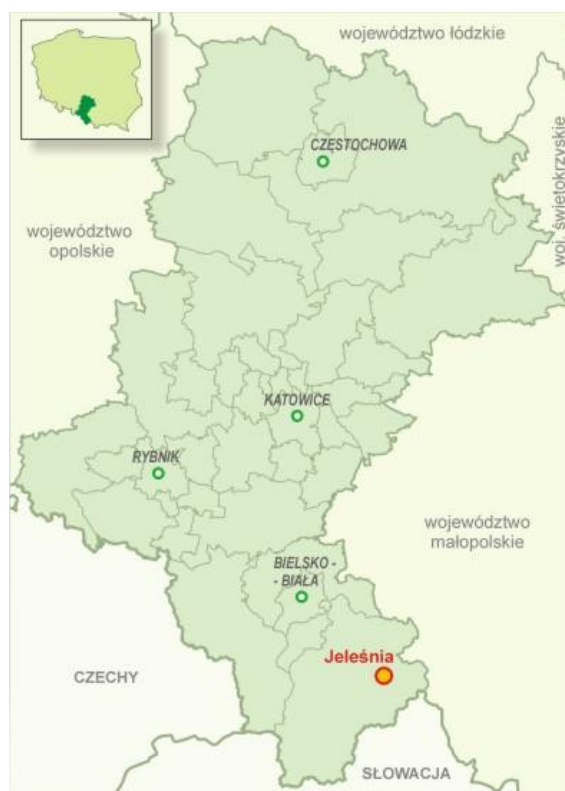 województwo łódzkie
CZĘSTOCHOWA
woj. świętokrzyskie
województwo
opolskie
KATOWICE
RYBNIK
województwo
małopolskie
BIELSKO -
- BIAŁA
Jeleśnia
CZECHY
SŁOWACJA